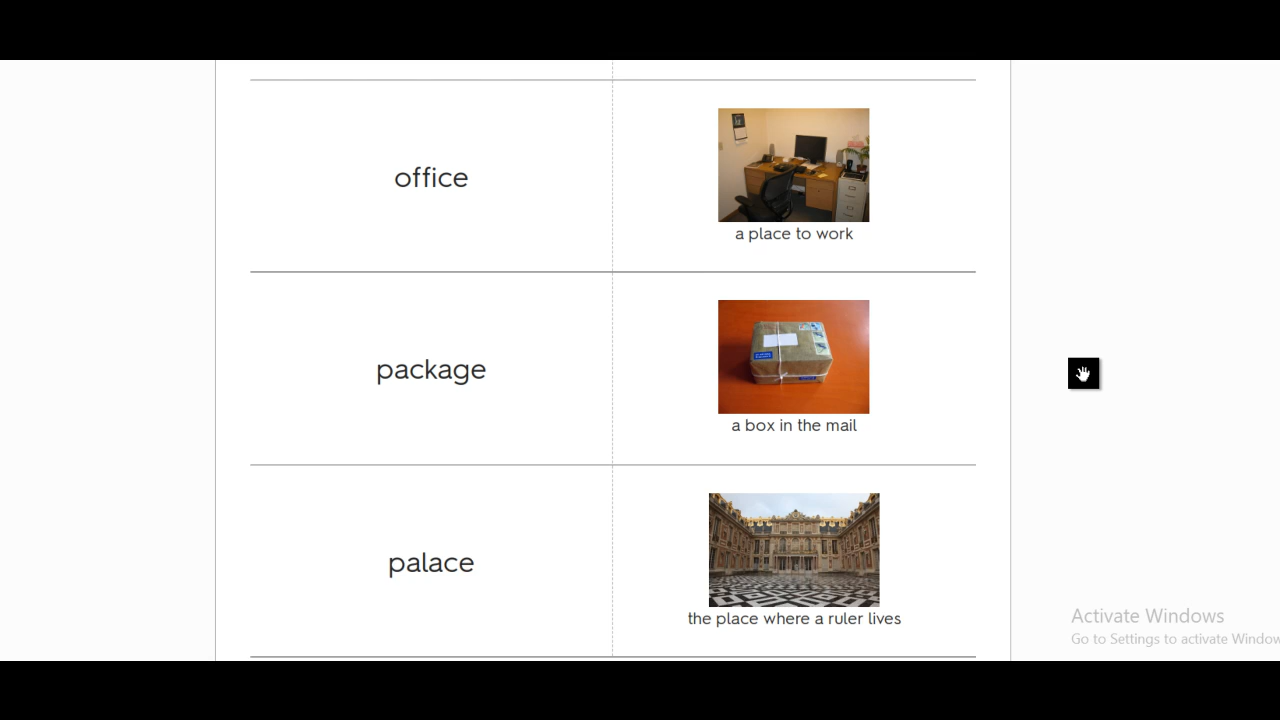 office
a place to work
package
a box in the mail
palace
the place where a ruler lives
Activate Windows
Go to Settings to activate Window